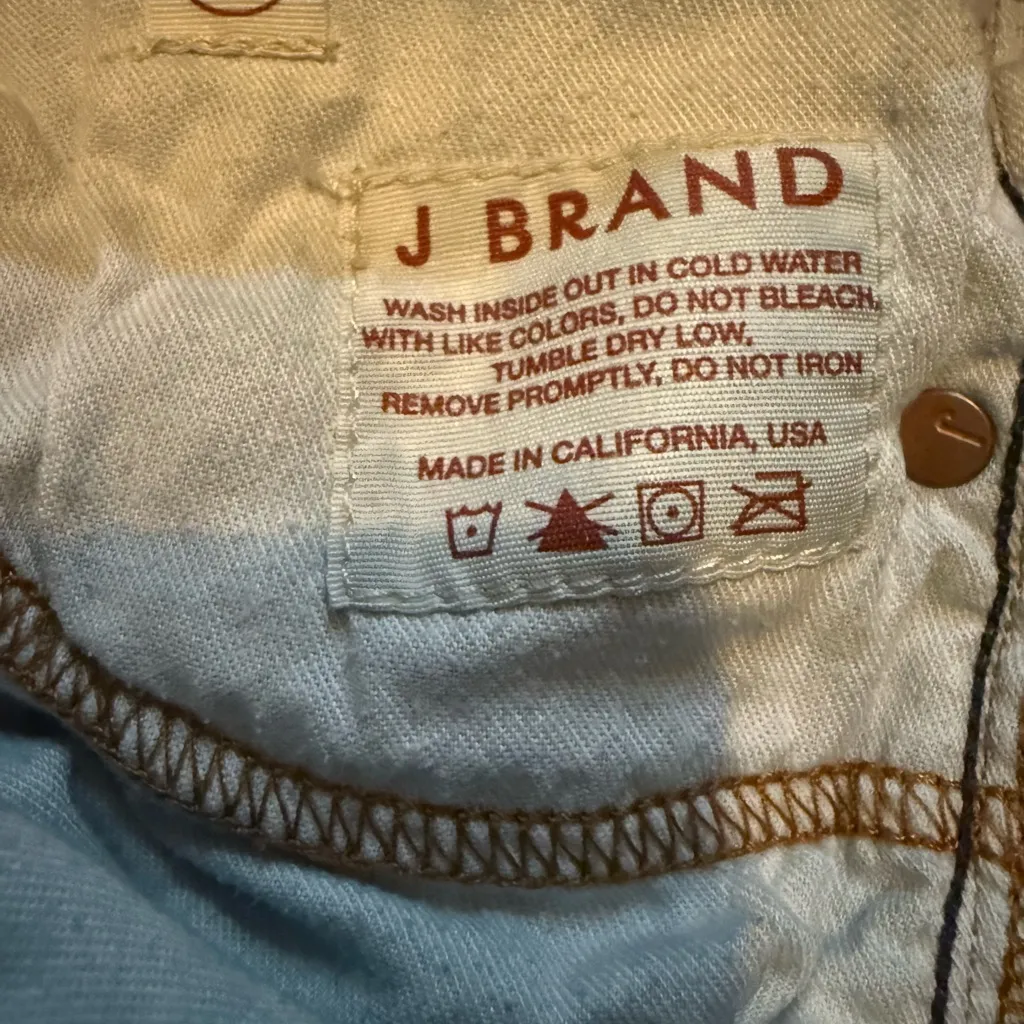 J BRAND
WASH INSIDE OUT IN COLD WATER
WITH LIKE COLORS, DO NOT BLEACH,
TUMBLE DRY LOW.
REMOVE PROMPTLY, DO NOT IRON
MADE IN CALIFORNIA, USA
J